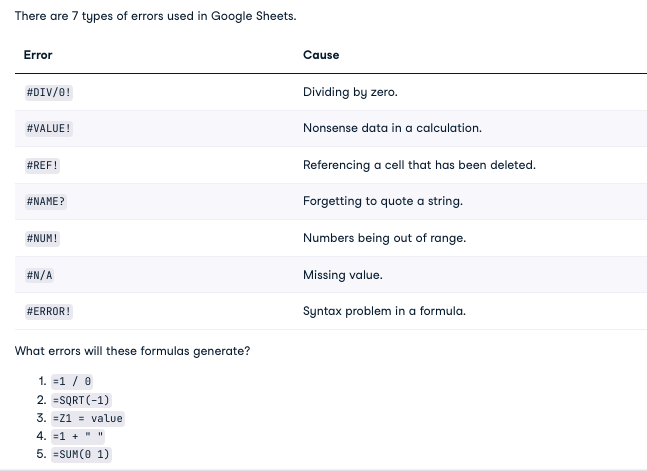 There are 7 types of errors used in Google Sheets.
Error Cause
#DIV/0! Dividing by zero.
#VALUE! Nonsense data in a calculation.
#REF! Referencing a cell that has been deleted.
#NAME? Forgetting to quote a string.
#NUM! Numbers being out of range.
#N/A Missing value.
#ERROR! Syntax problem in a formula.
What errors will these formulas generate?
1. =1 / 0
2. =SQRT(-1)
3. =Z1 = value
4. =1 + " "
5. =SUM(0 1)